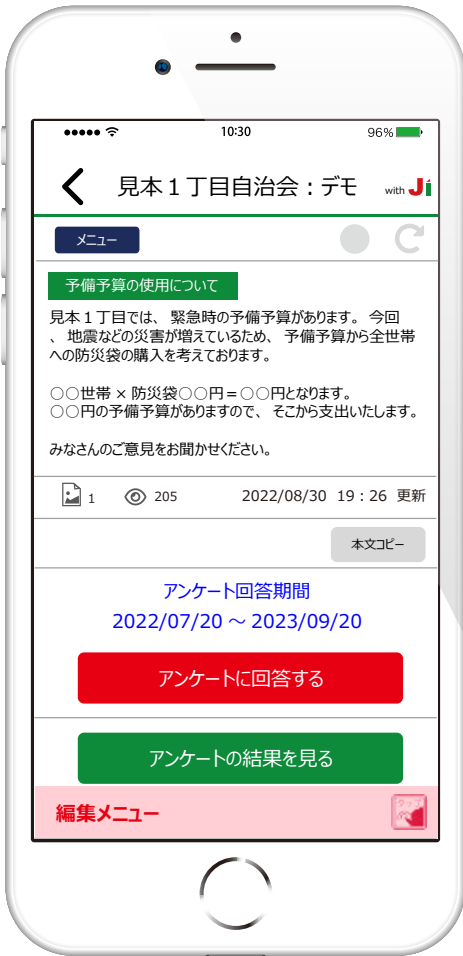 10:30
96%
見本１丁目自治会：デモ
with Ji
メニュー
予備予算の使用について
見本１丁目では、緊急時の予備予算があります。今回
、地震などの災害が増えているため、予備予算から全世帯
への防災袋の購入を考えております。
○○世帯 × 防災袋○○円＝○○円となります。
○○円の予備予算がありますので、そこから支出いたします。
みなさんのご意見をお聞かせください。
1
205
2022/08/30 19：26 更新
本文コピー
アンケート回答期間
2022/07/20 ～ 2023/09/20
アンケートに回答する
アンケートの結果を見る
編集メニュー